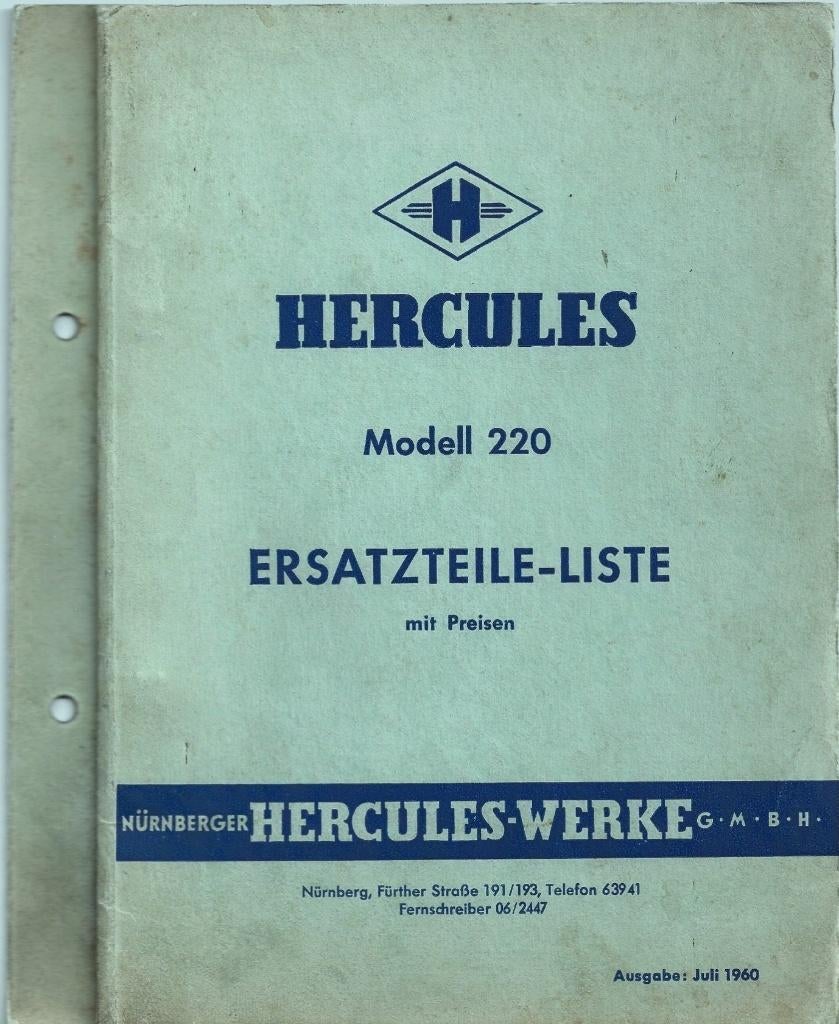 H
HERCULES
Modell 220
ERSATZTEILE-LISTE
mit Preisen
NÜRNBERGER HERCULES-WERKE G·M·B·H·
Nürnberg, Fürther Straße 191/193, Telefon 63941
Fernschreiber 06/2447
Ausgabe: Juli 1960